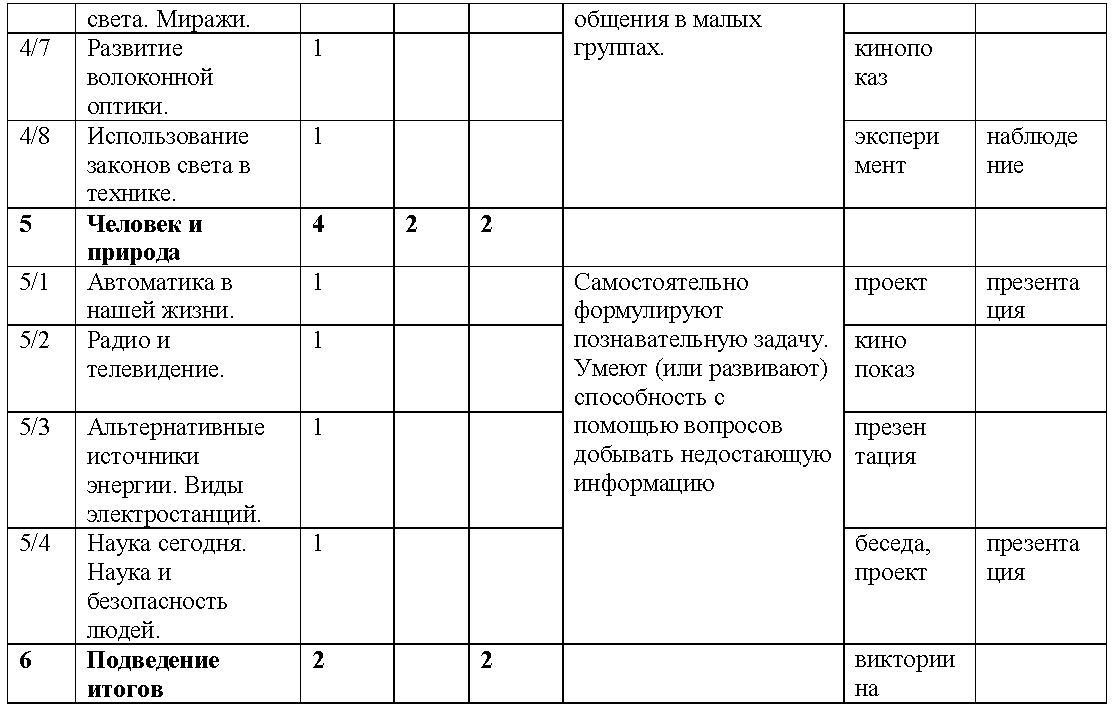 света. Миражи.
общения в малых
группах.
4/7
Развитие
волоконной
оптики.
1
кинопо
каз
4/8
Использование
законов света в
технике.
1
экспери
мент
наблюде
ние
5
Человек и
природа
4
2
2
5/1
Автоматика в
нашей жизни.
1
Самостоятельно
формулируют
познавательную задачу.
Умеют (или развивают)
способность с
помощью вопросов
добывать недостающую
информацию
проект
презента
ция
5/2
Радио и
телевидение.
1
кино
показ
5/3
Альтернативные
источники
энергии. Виды
электростанций.
1
презен
тация
5/4
Наука сегодня.
Наука и
безопасность
людей.
1
беседа,
проект
презента
ция
6
Подведение
итогов
2
2
виктории
на